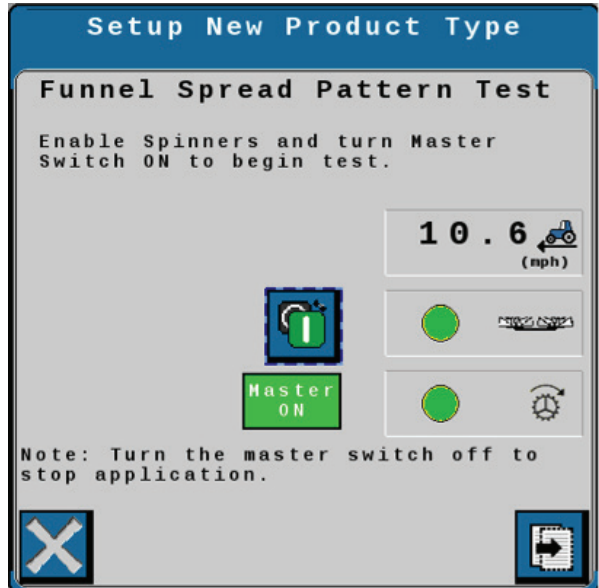 Setup New Product Type
Funnel Spread Pattern Test
Enable Spinners and turn Master
Switch ON to begin test.
10.6
(mph)
Master
ON
Note: Turn the master switch off to
stop application.